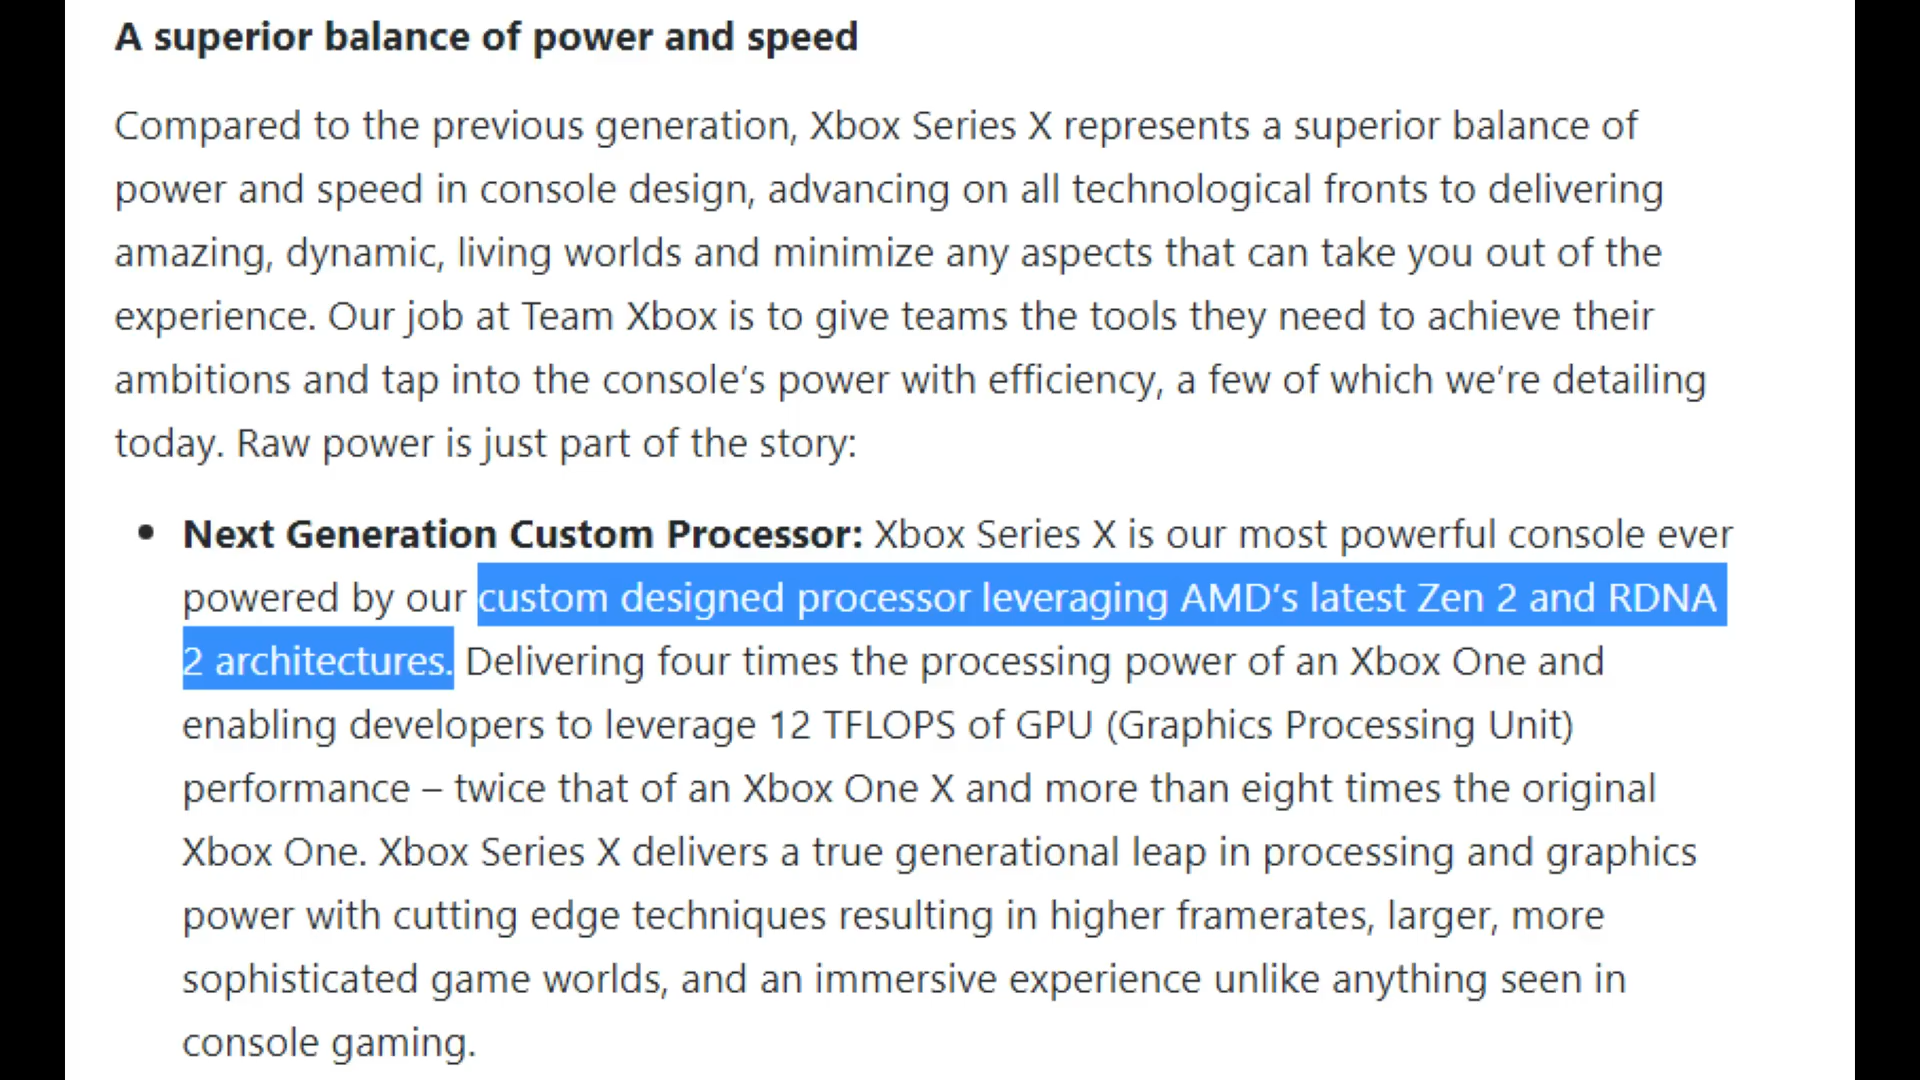 A superior balance of power and speed
Compared to the previous generation, Xbox Series X represents a superior balance of
power and speed in console design, advancing on all technological fronts to delivering
amazing, dynamic, living worlds and minimize any aspects that can take you out of the
experience. Our job at Team Xbox is to give teams the tools they need to achieve their
ambitions and tap into the console’s power with efficiency, a few of which we’re detailing
today. Raw power is just part of the story:
• Next Generation Custom Processor: Xbox Series X is our most powerful console ever
powered by our custom designed processor leveraging AMD’s latest Zen 2 and RDNA
2 architectures. Delivering four times the processing power of an Xbox One and
enabling developers to leverage 12 TFLOPS of GPU (Graphics Processing Unit)
performance – twice that of an Xbox One X and more than eight times the original
Xbox One. Xbox Series X delivers a true generational leap in processing and graphics
power with cutting edge techniques resulting in higher framerates, larger, more
sophisticated game worlds, and an immersive experience unlike anything seen in
console gaming.